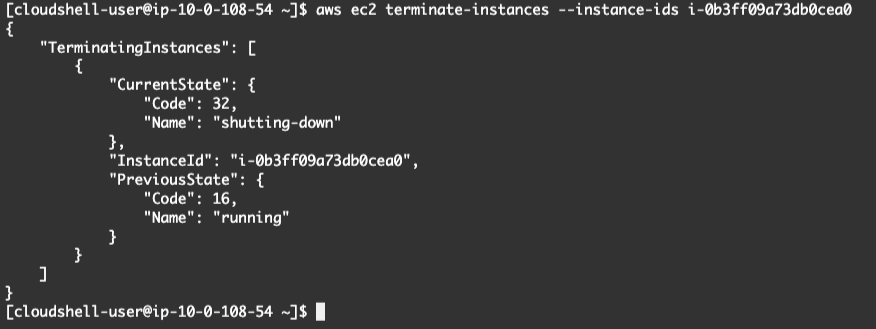 [cloudshell-user@ip-10-0-108-54 ~]$ aws ec2 terminate-instances --instance-ids i-0b3ff09a73db0cea0
{
    "TerminatingInstances": [
        {
            "CurrentState": {
                "Code": 32,
                "Name": "shutting-down"
            },
            "InstanceId": "i-0b3ff09a73db0cea0",
            "PreviousState": {
                "Code": 16,
                "Name": "running"
            }
        }
    ]
}
[cloudshell-user@ip-10-0-108-54 ~]$